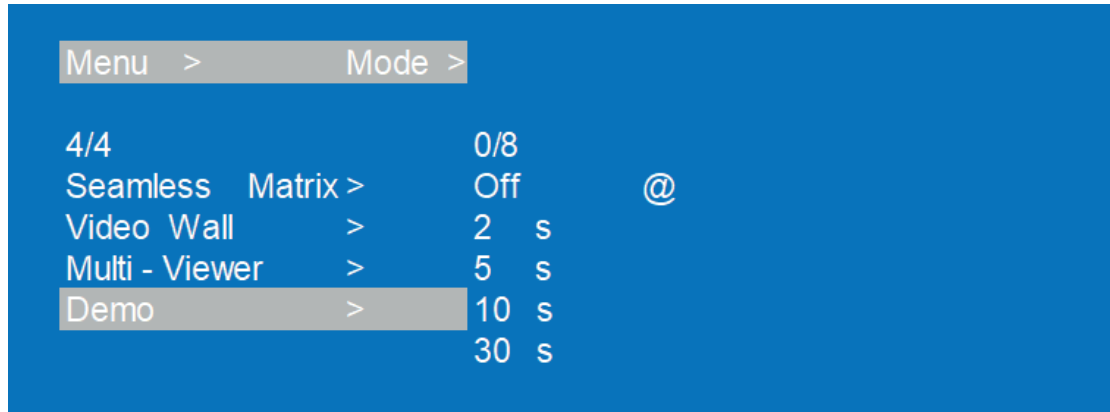 Menu > Mode >
4/4 0/8
Seamless Matrix > Off @
Video Wall > 2 s
Multi - Viewer > 5 s
Demo > 10 s
30 s